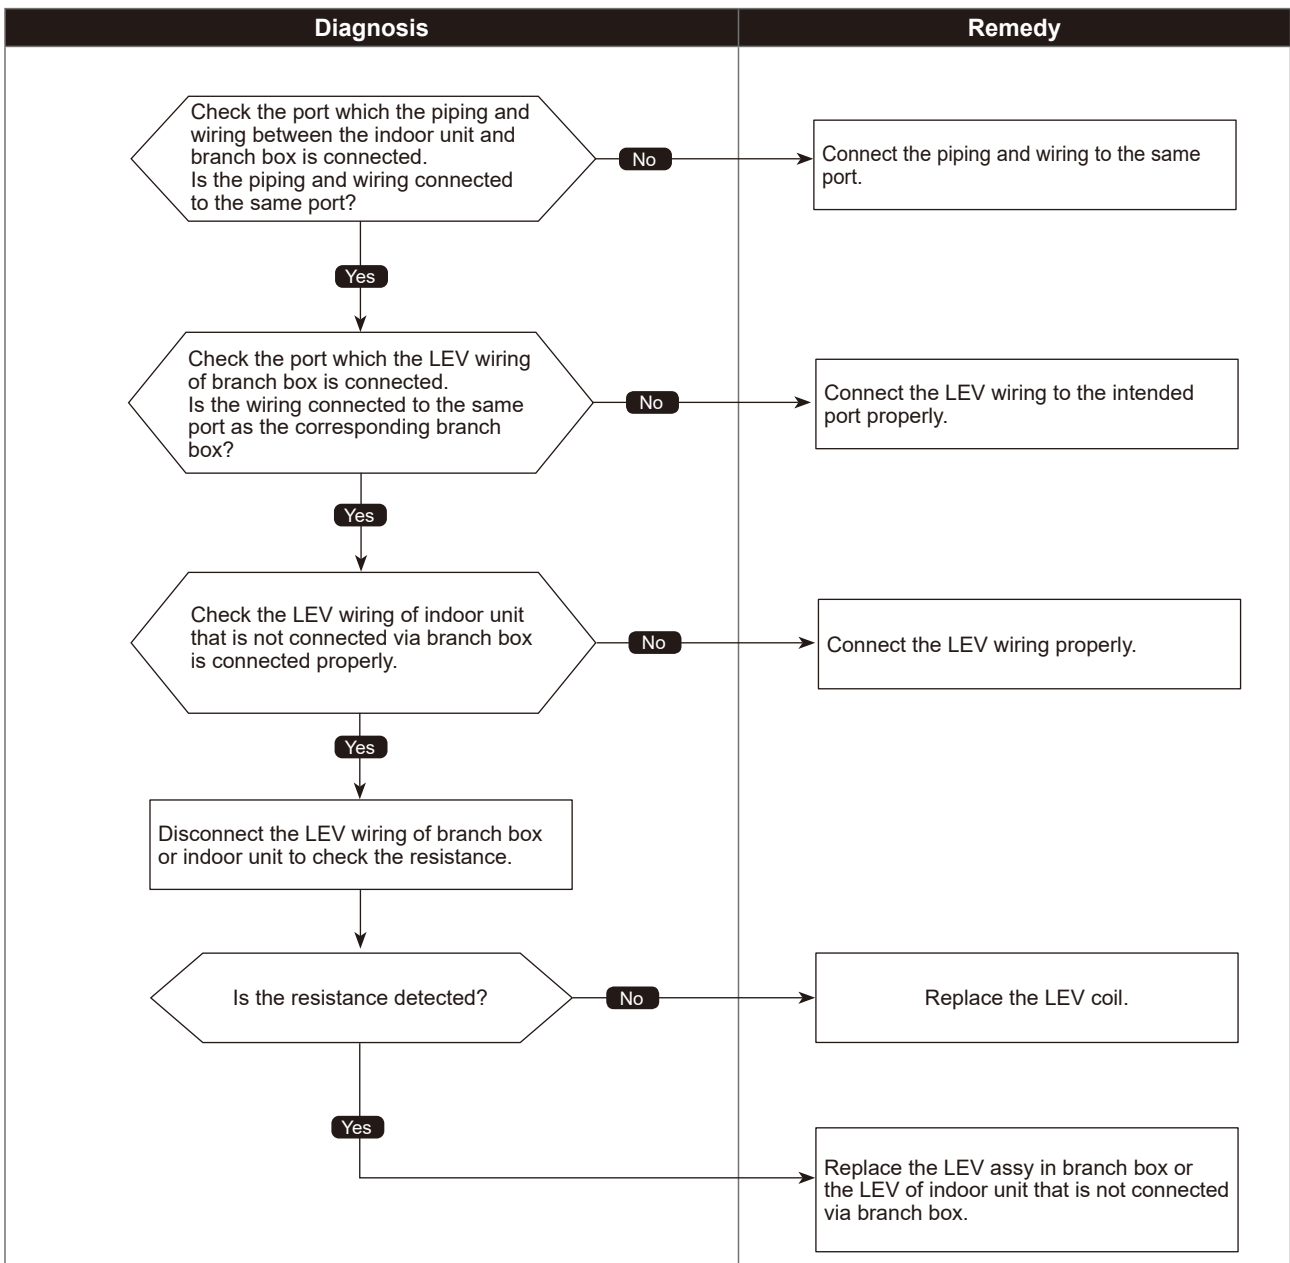 Diagnosis
Remedy
Check the port which the piping and
wiring between the indoor unit and
branch box is connected.
Is the piping and wiring connected
to the same port?
No
Connect the piping and wiring to the same
port.
Yes
Check the port which the LEV wiring
of branch box is connected.
Is the wiring connected to the same
port as the corresponding branch
box?
No
Connect the LEV wiring to the intended
port properly.
Yes
Check the LEV wiring of indoor unit
that is not connected via branch box
is connected properly.
No
Connect the LEV wiring properly.
Yes
Disconnect the LEV wiring of branch box
or indoor unit to check the resistance.
Is the resistance detected?
No
Replace the LEV coil.
Yes
Replace the LEV assy in branch box or
the LEV of indoor unit that is not connected
via branch box.